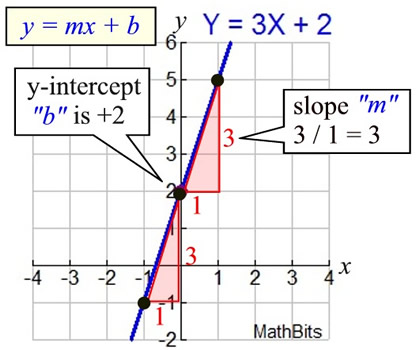 y = mx + b
y
Y = 3X + 2
6
5
4
3
2
1
-1
-2
y-intercept
"b" is +2
slope "m"
3 / 1 = 3
3
1
3
1
-4 -3 -2 -1 1 2 3 4 x
MathBits